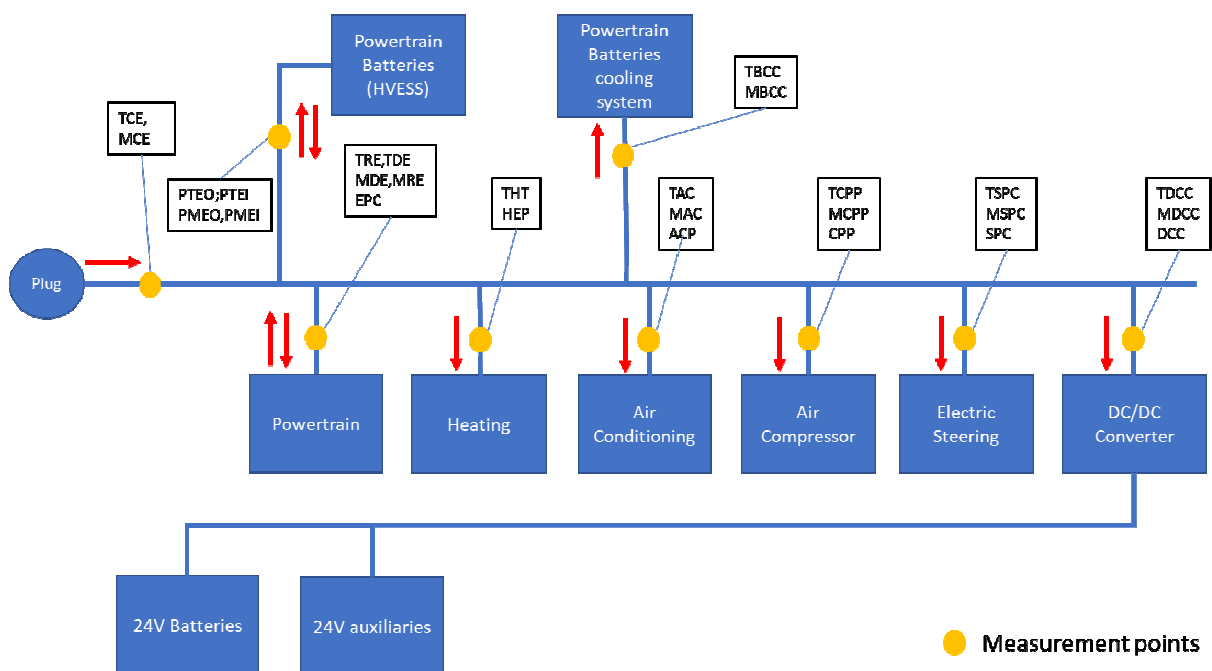 Powertrain
Batteries
(HVESS)
Powertrain
Batteries
cooling
system
TBCC
MBCC
TCE,
MCE
PTEO;PTEI
PMEO,PMEI
TRE,TDE
MDE,MRE
EPC
THT
HEP
TAC
MAC
ACP
TCPP
MCPP
CPP
TSPC
MSPC
SPC
TDCC
MDCC
DCC
Plug
Powertrain
Heating
Air
Conditioning
Air
Compressor
Electric
Steering
DC/DC
Converter
24V Batteries
24V auxiliaries
Measurement points